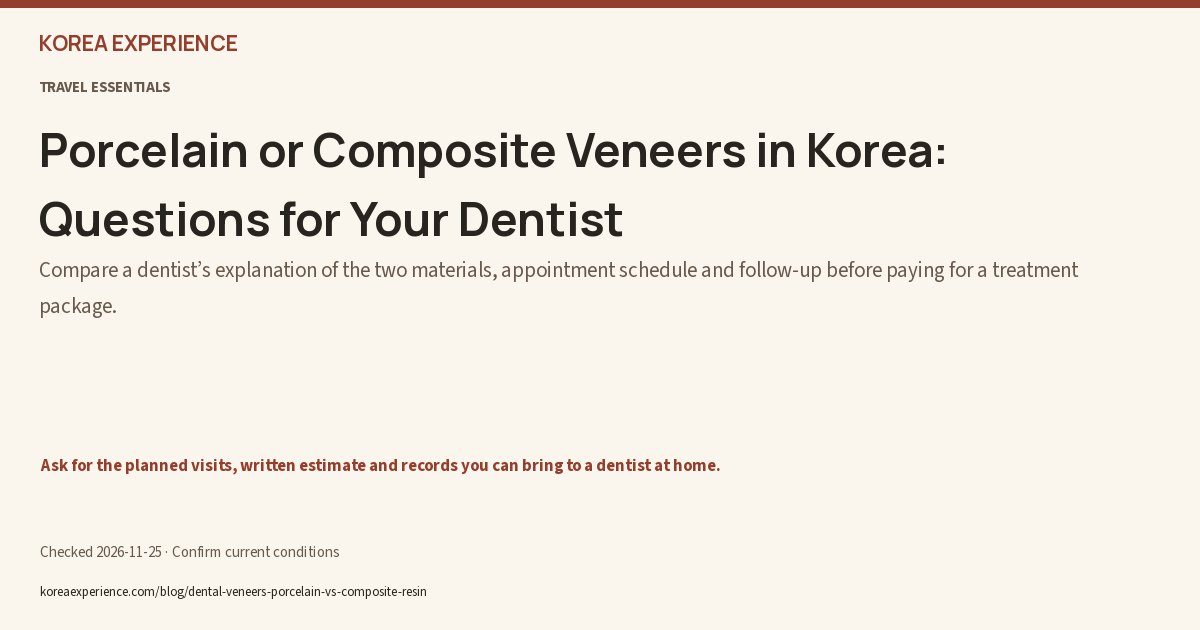 KOREA EXPERIENCE
TRAVEL ESSENTIALS
Porcelain or Composite Veneers in Korea:
Questions for Your Dentist
Compare a dentist’s explanation of the two materials, appointment schedule and follow-up before paying for a treatment
package.
Ask for the planned visits, written estimate and records you can bring to a dentist at home.
Checked 2026-11-25 · Confirm current conditions
koreaexperience.com/blog/dental-veneers-porcelain-vs-composite-resin